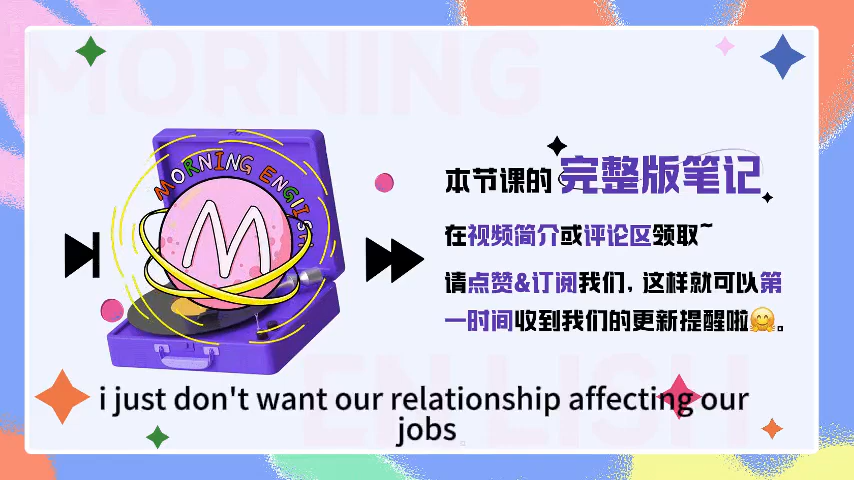 MORNING
MORNING ENGLISH
M
本节课的 完整版笔记
在视频简介或评论区领取~
请点赞&订阅我们，这样就可以第
一时间收到我们的更新提醒啦🤗。
i just don't want our relationship affecting our
jobs